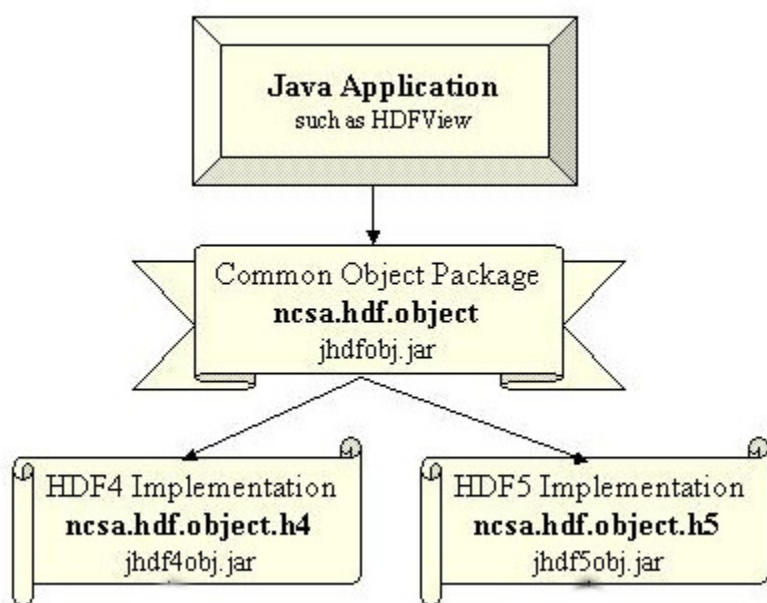 Java Application
such as HDFView
Common Object Package
ncsa.hdf.object
jhdfobj.jar
HDF4 Implementation
ncsa.hdf.object.h4
jhdf4obj.jar
HDF5 Implementation
ncsa.hdf.object.h5
jhdf5obj.jar